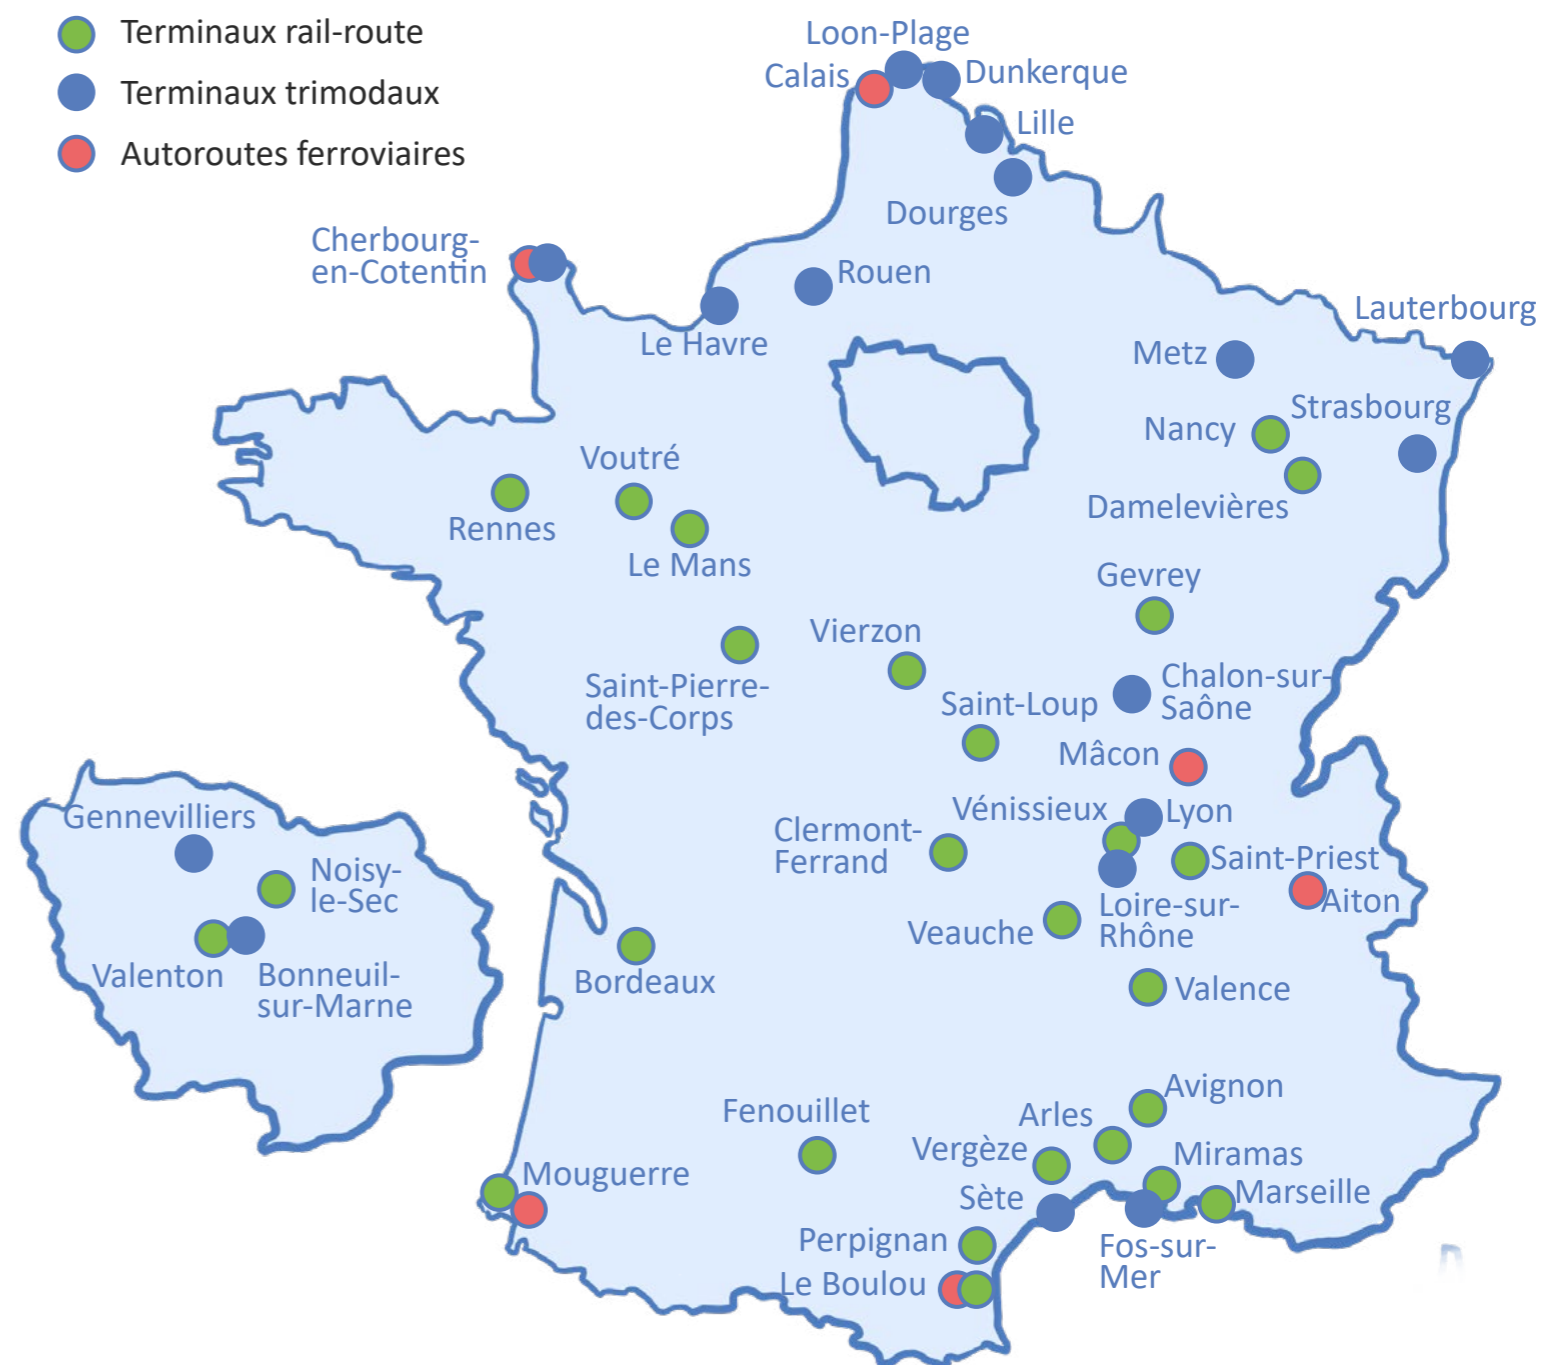 Terminaux rail-route
Terminaux trimodaux
Autoroutes ferroviaires
Loon-Plage
Calais
Dunkerque
Lille
Dourges
Cherbourg-
en-Cotentin
Rouen
Le Havre
Lauterbourg
Metz
Strasbourg
Nancy
Damelevières
Voutré
Rennes
Le Mans
Gevrey
Vierzon
Saint-Pierre-
des-Corps
Saint-Loup
Chalon-sur-
Saône
Mâcon
Vénissieux
Lyon
Clermont-
Ferrand
Saint-Priest
Aiton
Loire-sur-
Rhône
Veauche
Gennevilliers
Noisy-
le-Sec
Valenton
Bonneuil-
sur-Marne
Bordeaux
Valence
Avignon
Fenouillet
Arles
Vergèze
Miramas
Mouguerre
Sète
Marseille
Perpignan
Fos-sur-
Mer
Le Boulou